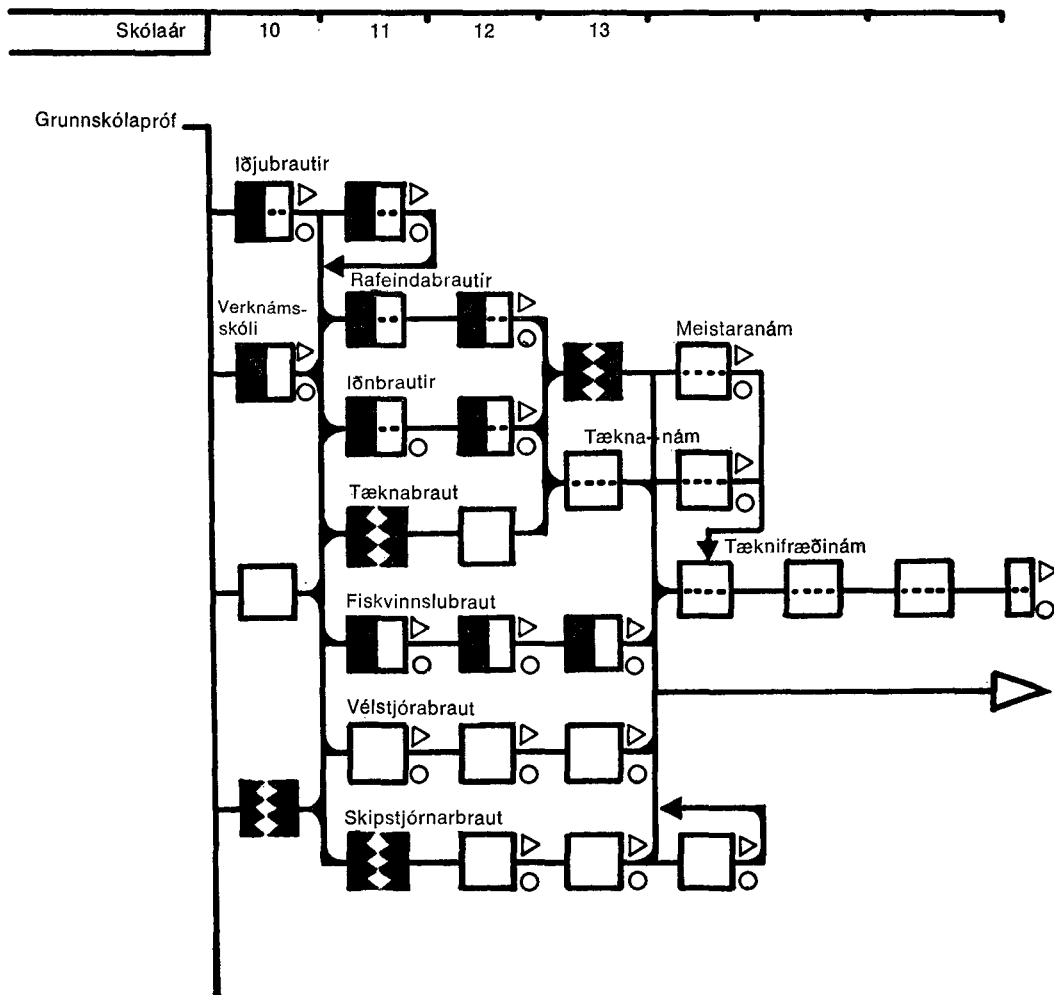 Skólaár 10 11 12 13
Grunnskólapróf
Iðjubrautir
Rafeindabrautir
Verknáms-
skóli
Meistaranám
Iðnbrautir
Tækna-nám
Tæknabraut
Tæknifræðinám
Fiskvinnslubraut
Vélstjórabraut
Skipstjórnarbraut